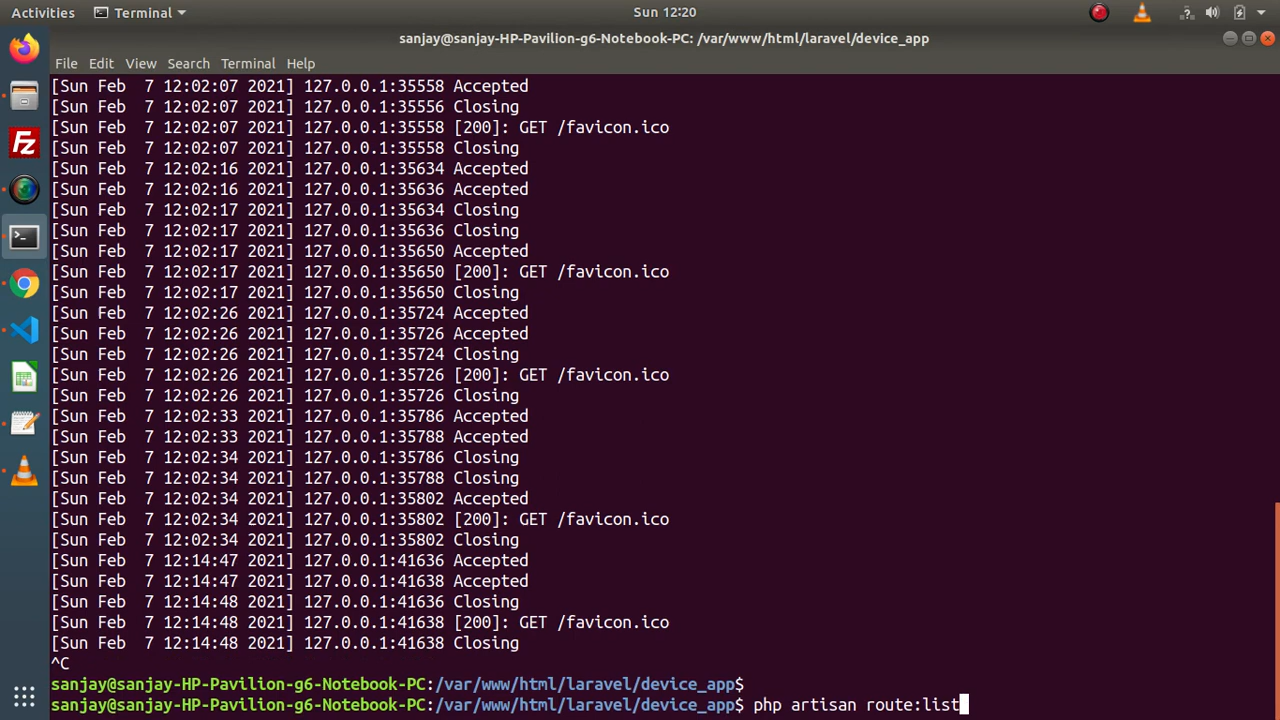 Activities Terminal Sun 12:20
sanjay@sanjay-HP-Pavilion-g6-Notebook-PC: /var/www/html/laravel/device_app
File Edit View Search Terminal Help
[Sun Feb  7 12:02:07 2021] 127.0.0.1:35558 Accepted
[Sun Feb  7 12:02:07 2021] 127.0.0.1:35556 Closing
[Sun Feb  7 12:02:07 2021] 127.0.0.1:35558 [200]: GET /favicon.ico
[Sun Feb  7 12:02:07 2021] 127.0.0.1:35558 Closing
[Sun Feb  7 12:02:16 2021] 127.0.0.1:35634 Accepted
[Sun Feb  7 12:02:16 2021] 127.0.0.1:35636 Accepted
[Sun Feb  7 12:02:17 2021] 127.0.0.1:35634 Closing
[Sun Feb  7 12:02:17 2021] 127.0.0.1:35636 Closing
[Sun Feb  7 12:02:17 2021] 127.0.0.1:35650 Accepted
[Sun Feb  7 12:02:17 2021] 127.0.0.1:35650 [200]: GET /favicon.ico
[Sun Feb  7 12:02:17 2021] 127.0.0.1:35650 Closing
[Sun Feb  7 12:02:26 2021] 127.0.0.1:35724 Accepted
[Sun Feb  7 12:02:26 2021] 127.0.0.1:35726 Accepted
[Sun Feb  7 12:02:26 2021] 127.0.0.1:35724 Closing
[Sun Feb  7 12:02:26 2021] 127.0.0.1:35726 [200]: GET /favicon.ico
[Sun Feb  7 12:02:26 2021] 127.0.0.1:35726 Closing
[Sun Feb  7 12:02:33 2021] 127.0.0.1:35786 Accepted
[Sun Feb  7 12:02:33 2021] 127.0.0.1:35788 Accepted
[Sun Feb  7 12:02:34 2021] 127.0.0.1:35786 Closing
[Sun Feb  7 12:02:34 2021] 127.0.0.1:35788 Closing
[Sun Feb  7 12:02:34 2021] 127.0.0.1:35802 Accepted
[Sun Feb  7 12:02:34 2021] 127.0.0.1:35802 [200]: GET /favicon.ico
[Sun Feb  7 12:02:34 2021] 127.0.0.1:35802 Closing
[Sun Feb  7 12:14:47 2021] 127.0.0.1:41636 Accepted
[Sun Feb  7 12:14:47 2021] 127.0.0.1:41638 Accepted
[Sun Feb  7 12:14:48 2021] 127.0.0.1:41636 Closing
[Sun Feb  7 12:14:48 2021] 127.0.0.1:41638 [200]: GET /favicon.ico
[Sun Feb  7 12:14:48 2021] 127.0.0.1:41638 Closing
^C
sanjay@sanjay-HP-Pavilion-g6-Notebook-PC:/var/www/html/laravel/device_app$
sanjay@sanjay-HP-Pavilion-g6-Notebook-PC:/var/www/html/laravel/device_app$ php artisan route:list